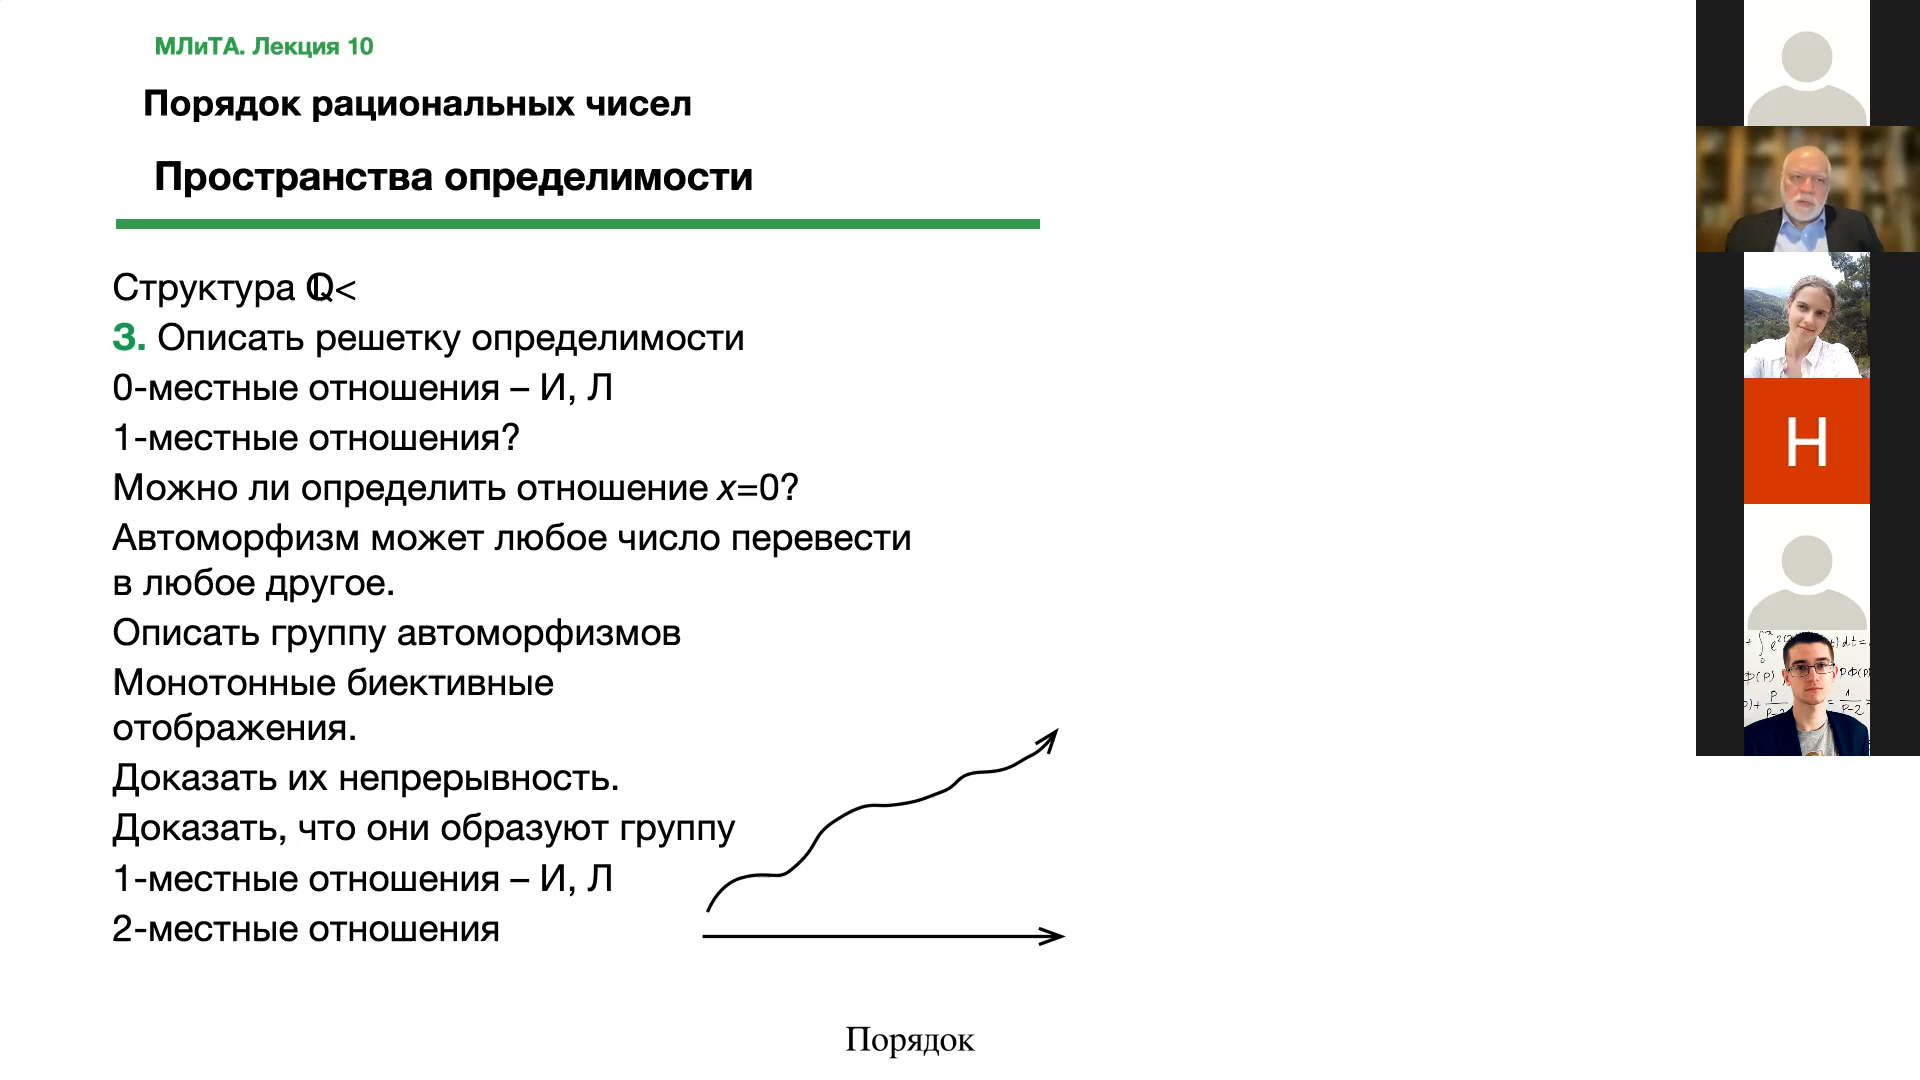 МЛиТА. Лекция 10
Порядок рациональных чисел
Пространства определимости
Структура ℚ<
З. Описать решетку определимости
0-местные отношения – И, Л
1-местные отношения?
Можно ли определить отношение x=0?
Автоморфизм может любое число перевести
в любое другое.
Описать группу автоморфизмов
Монотонные биективные
отображения.
Доказать их непрерывность.
Доказать, что они образуют группу
1-местные отношения – И, Л
2-местные отношения
Порядок
Н